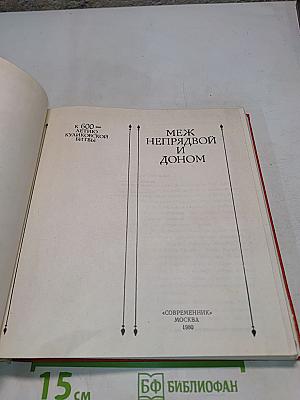 К 600-
ЛЕТИЮ
КУЛИКОВСКОЙ
БИТВЫ
МЕЖ
НЕПРЯДВОЙ
И
ДОНОМ
«СОВРЕМЕННИК»
МОСКВА
1980
15 см
БФ БИБЛИОФАН